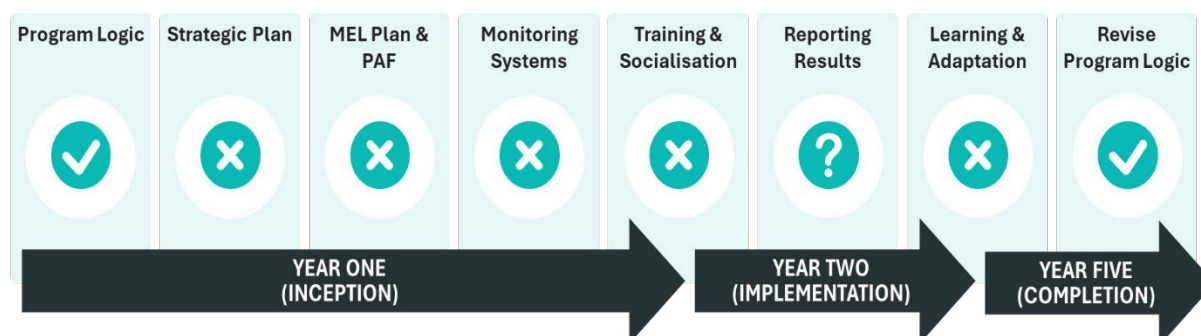 Program Logic
Strategic Plan
MEL Plan &
PAF
Monitoring
Systems
Training &
Socialisation
Reporting
Results
Learning &
Adaptation
Revise
Program Logic
?
YEAR ONE
(INCEPTION)
YEAR TWO
(IMPLEMENTATION)
YEAR FIVE
(COMPLETION)